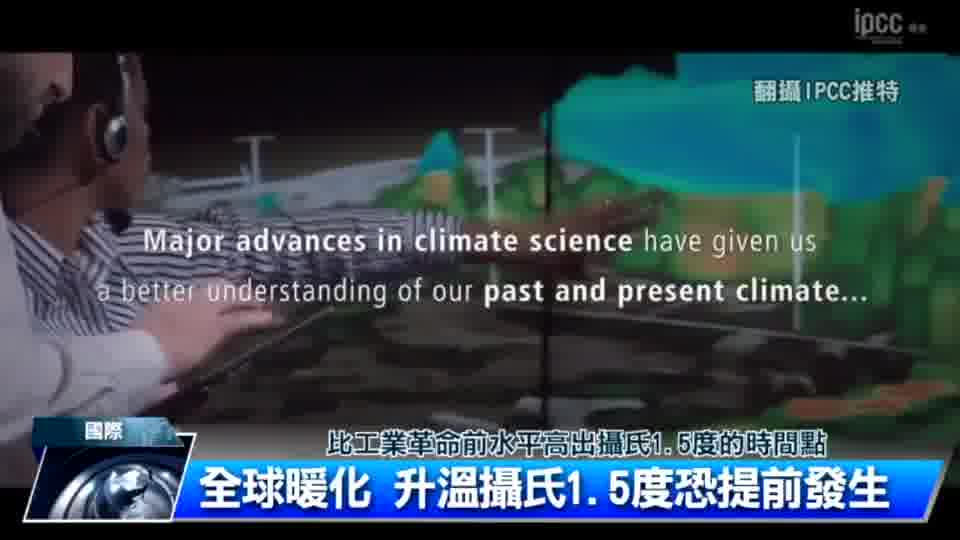 ipcc
翻攝IPCC推特
Major advances in climate science have given us
a better understanding of our past and present climate...
國際
比工業革命前水平高出攝氏1.5度的時間點
全球暖化 升溫攝氏1.5度恐提前發生